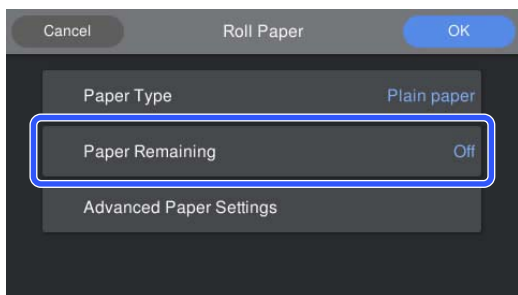 Cancel Roll Paper OK
Paper Type Plain paper
Paper Remaining Off
Advanced Paper Settings